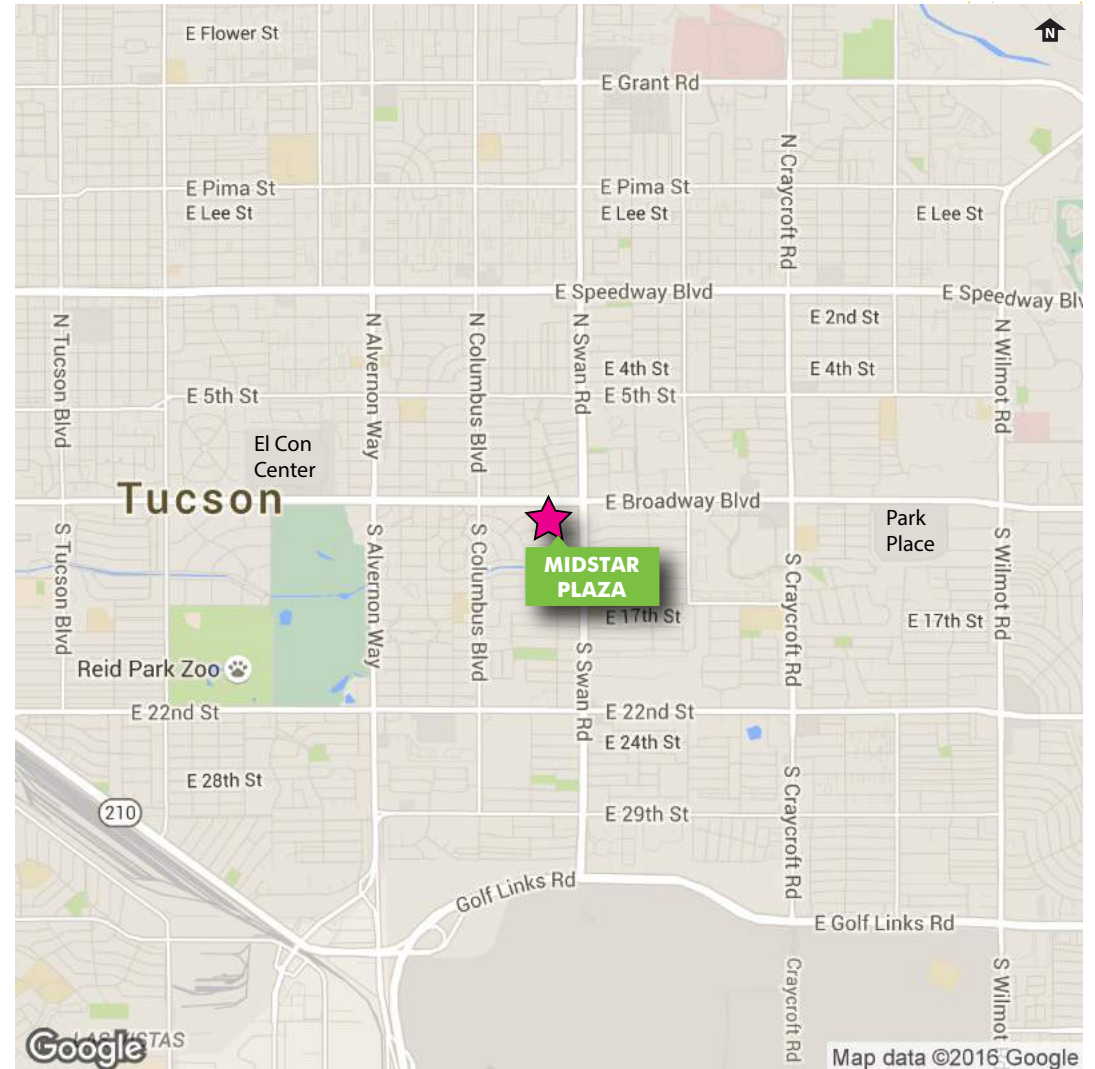 E Flower St
N
E Grant Rd
N Craycroft Rd
E Pima St
E Pima St
E Lee St
E Lee St
E Lee St
E Speedway Blvd
E Speedway Blv
E 2nd St
N Tucson Blvd
N Alvernon Way
N Columbus Blvd
N Swan Rd
N Wilmot Rd
E 4th St
E 4th St
E 5th St
E 5th St
El Con
Center
Tucson
E Broadway Blvd
Park
Place
S Tucson Blvd
S Alvernon Way
S Columbus Blvd
MIDSTAR
PLAZA
S Craycroft Rd
S Wilmot Rd
E 17th St
E 17th St
Reid Park Zoo
S Swan Rd
E 22nd St
E 22nd St
E 24th St
E 28th St
S Craycroft Rd
210
E 29th St
Golf Links Rd
E Golf Links Rd
Craycroft Rd
S Wilmot
LAS VISTAS
Google
Map data ©2016 Google